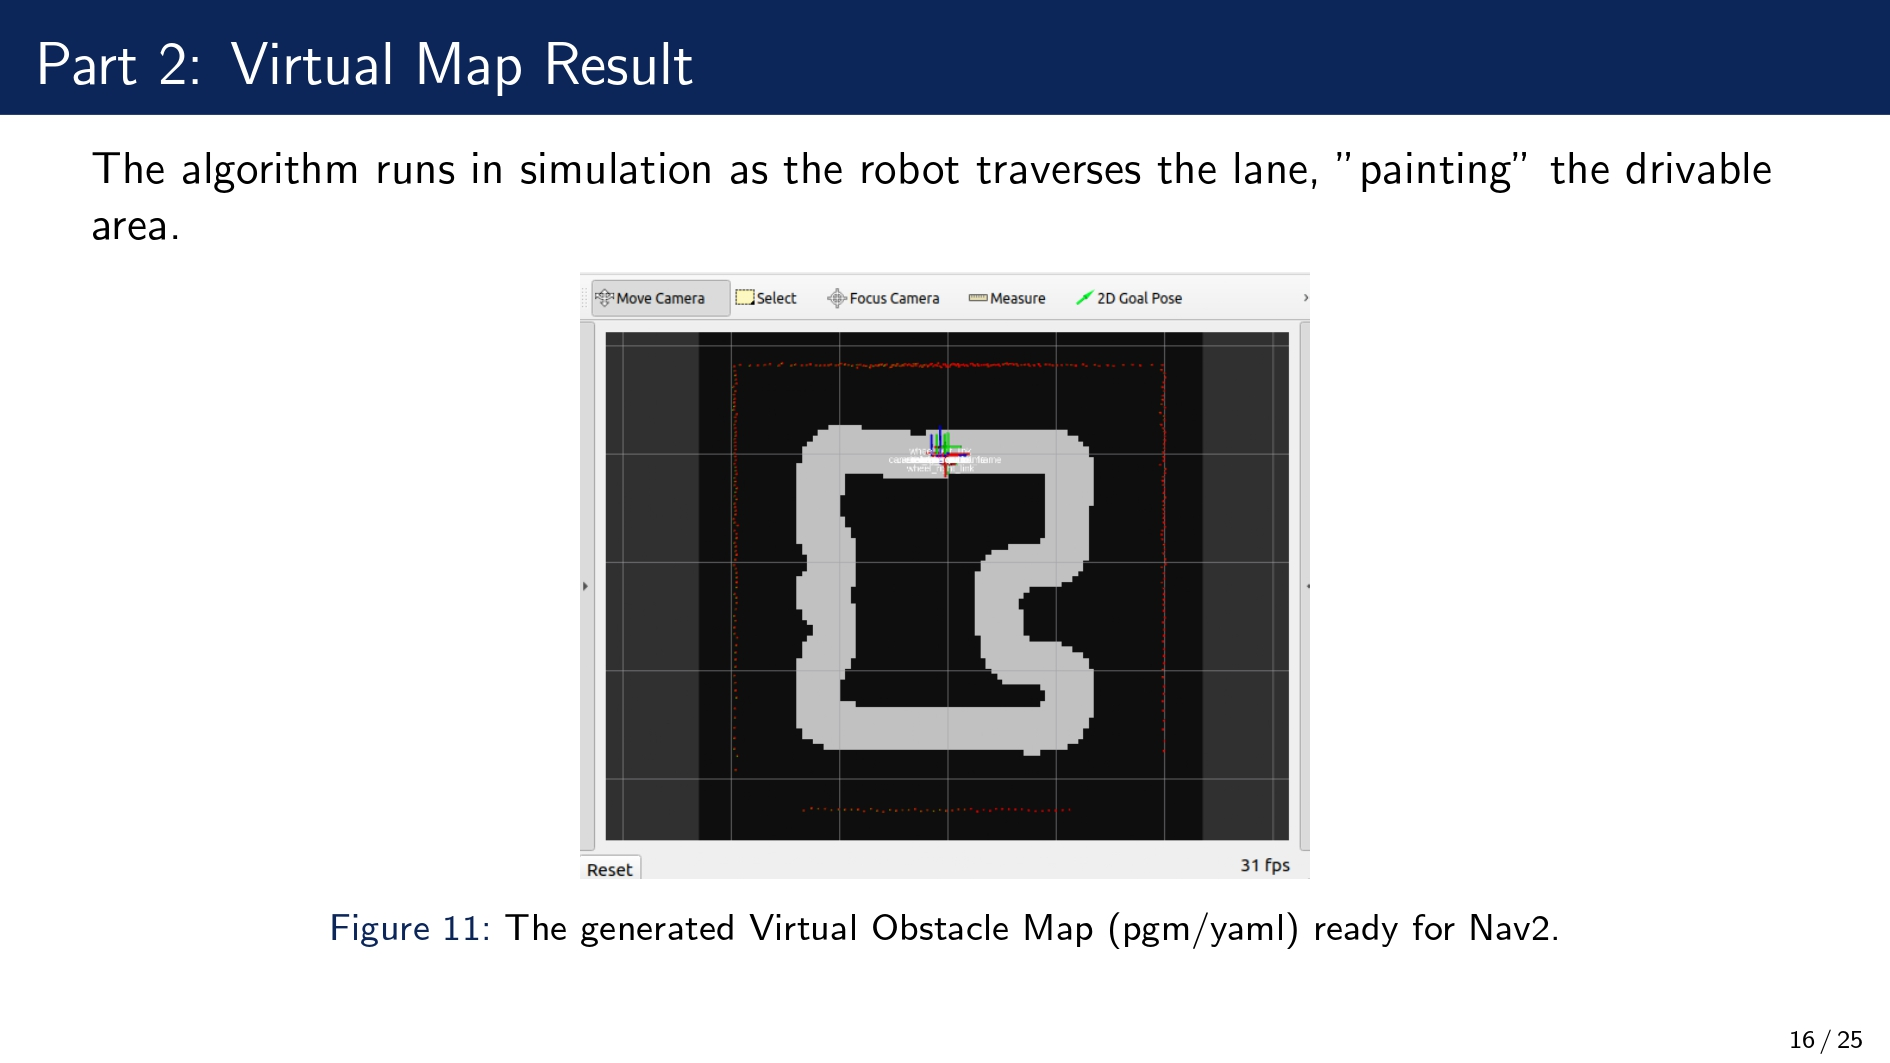 Part 2: Virtual Map Result
The algorithm runs in simulation as the robot traverses the lane, ”painting” the drivable
area.
Move Camera Select Focus Camera Measure 2D Goal Pose
Reset 31 fps
Figure 11: The generated Virtual Obstacle Map (pgm/yaml) ready for Nav2.
16 / 25